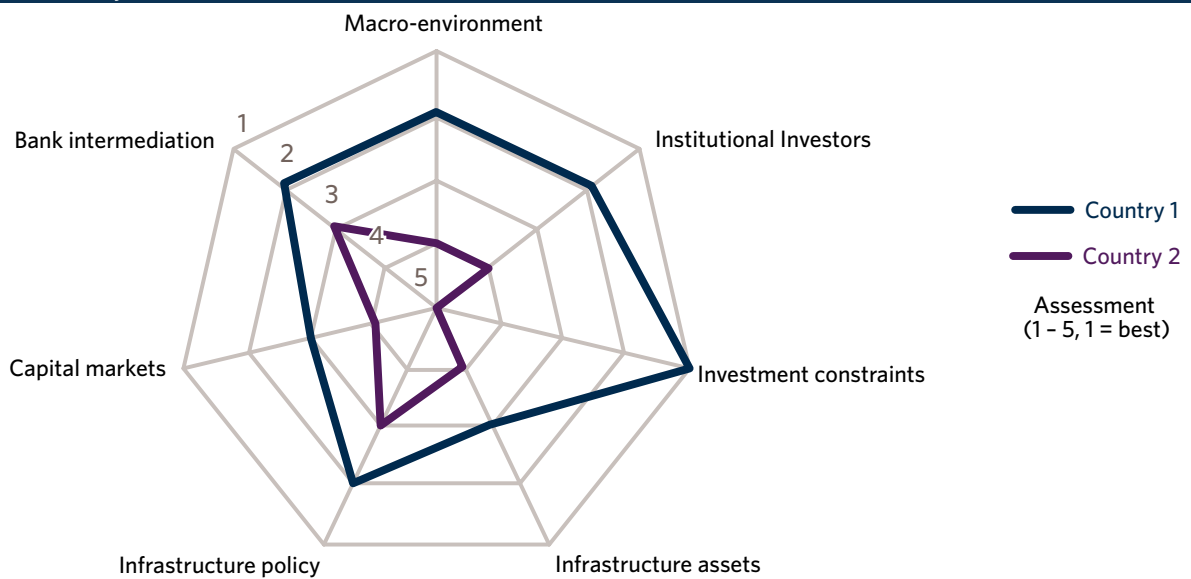 Macro-environment
1
Bank intermediation
Institutional Investors
2
3
Country 1
4
Country 2
5
Assessment
(1 – 5, 1 = best)
Capital markets
Investment constraints
Infrastructure policy
Infrastructure assets